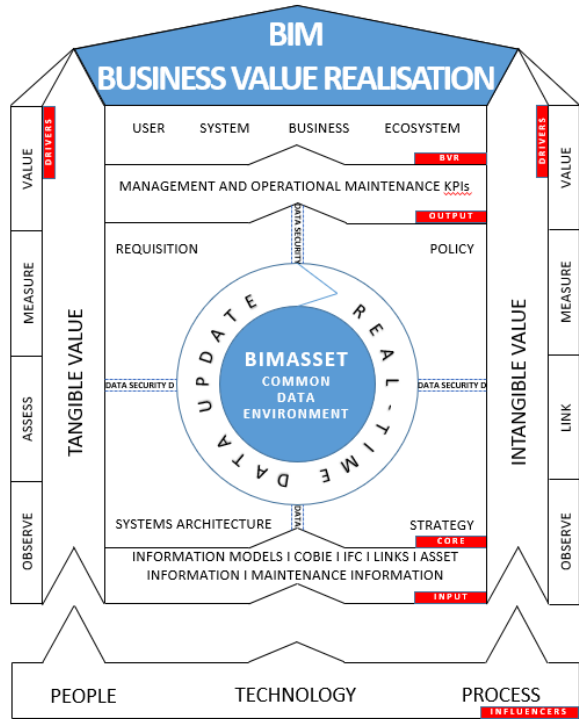 BIM
BUSINESS VALUE REALISATION
USER SYSTEM BUSINESS ECOSYSTEM
BVR
MANAGEMENT AND OPERATIONAL MAINTENANCE KPIs
OUTPUT
DATA SECURITY
REQUISITION POLICY
REAL-TIME DATA UPDATE
BIMASSET
COMMON
DATA
ENVIRONMENT
DATA SECURITY D
DATA SECURITY D
DATA
SYSTEMS ARCHITECTURE STRATEGY
CORE
INFORMATION MODELS I COBIE I IFC I LINKS I ASSET
INFORMATION I MAINTENANCE INFORMATION
INPUT
DRIVERS
VALUE
MEASURE
ASSESS
OBSERVE
TANGIBLE VALUE
INTANGIBLE VALUE
DRIVERS
VALUE
MEASURE
LINK
OBSERVE
PEOPLE TECHNOLOGY PROCESS
INFLUENCERS